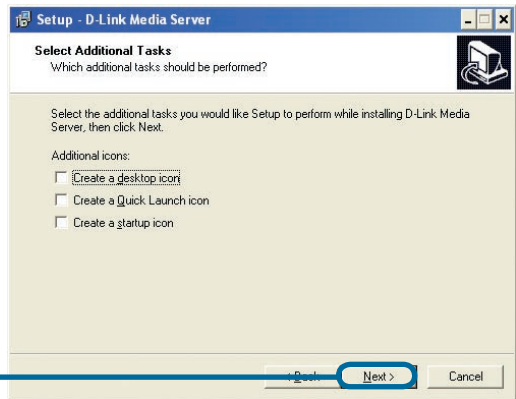 Setup - D-Link Media Server
Select Additional Tasks
Which additional tasks should be performed?
Select the additional tasks you would like Setup to perform while installing D-Link Media
Server, then click Next.
Additional icons:
Create a desktop icon
Create a Quick Launch icon
Create a startup icon
< Back
Next >
Cancel